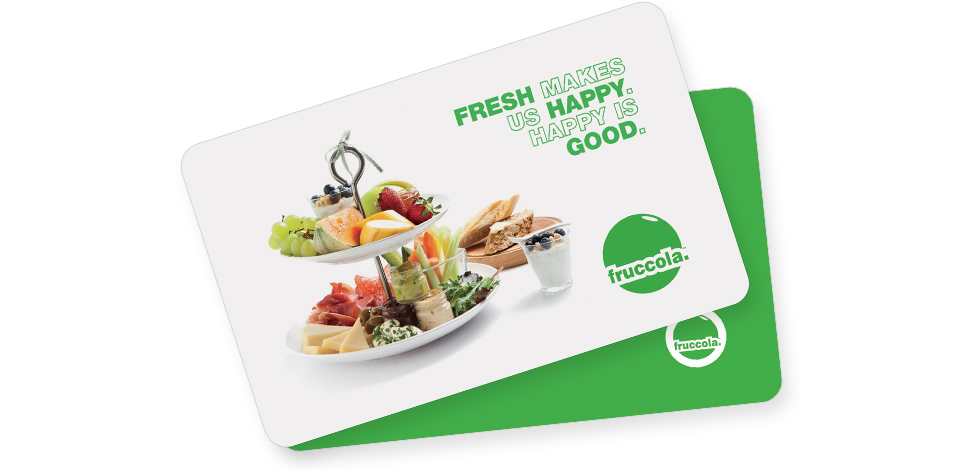 FRESH MAKES
US HAPPY.
HAPPY IS
GOOD.
fruccola.
fruccola.